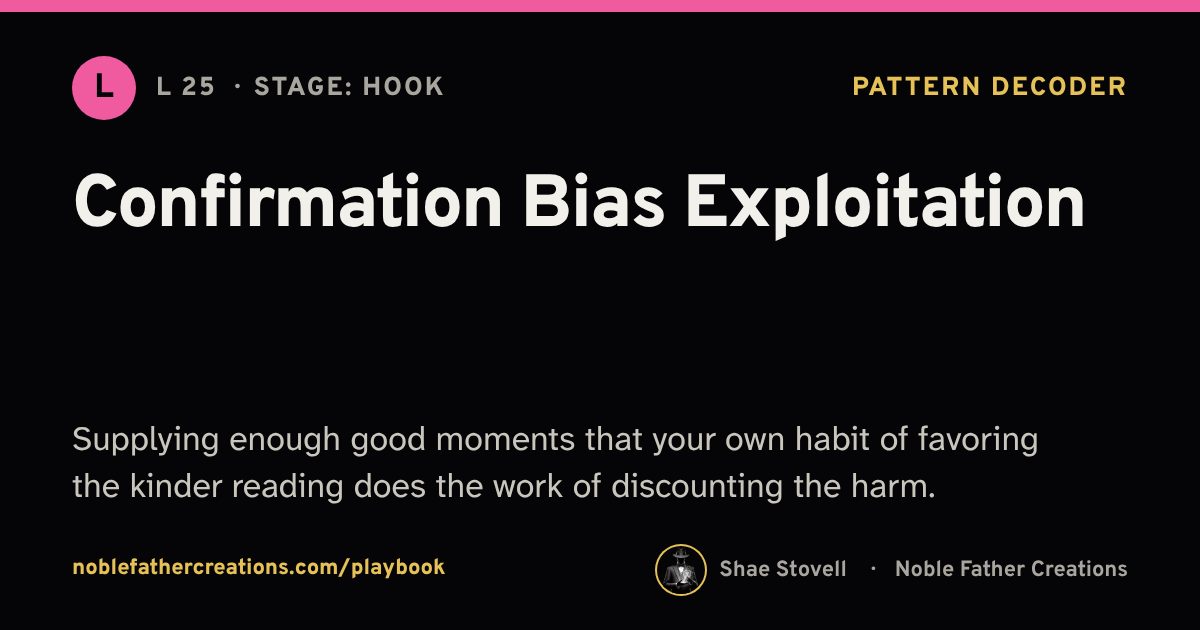 L
L 25 · STAGE: HOOK
PATTERN DECODER
Confirmation Bias Exploitation
Supplying enough good moments that your own habit of favoring
the kinder reading does the work of discounting the harm.
noblefathercreations.com/playbook
Shae Stovell · Noble Father Creations